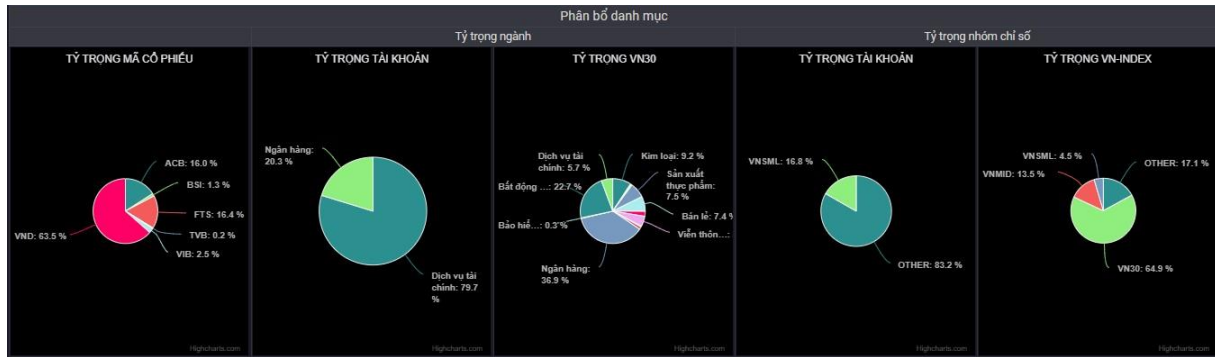 Phân bổ danh mục
Tỷ trọng ngành
Tỷ trọng nhóm chỉ số
TỶ TRỌNG MÃ CỔ PHIẾU
ACB: 16.0 %
BSI: 1.3 %
FTS: 16.4 %
TVB: 0.2 %
VIB: 2.5 %
VND: 63.5 %
Highcharts.com
TỶ TRỌNG TÀI KHOẢN
Ngân hàng:
20.3 %
Dịch vụ tài
chính: 79.7
%
Highcharts.com
TỶ TRỌNG VN30
Dịch vụ tài
chính: 5.7 %
Kim loại: 9.2 %
Sản xuất
thực phẩm:
7.5 %
Bất động ...: 22.7 %
Bán lẻ: 7.4 %
Bảo hiể...: 0.3 %
Viễn thôn...:
Ngân hàng:
36.9 %
Highcharts.com
TỶ TRỌNG TÀI KHOẢN
VNSML: 16.8 %
OTHER: 83.2 %
Highcharts.com
TỶ TRỌNG VN-INDEX
VNSML: 4.5 %
VNMID: 13.5 %
OTHER: 17.1 %
VN30: 64.9 %
Highcharts.com